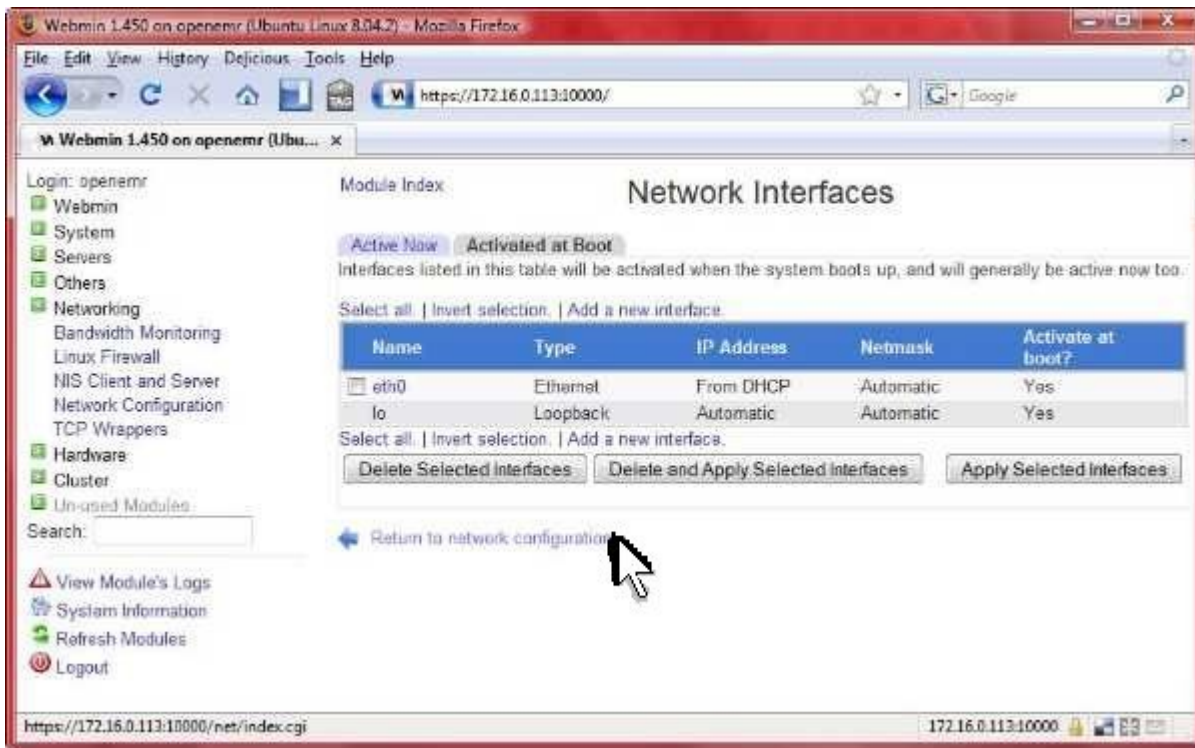 Webmin 1.450 on openemr (Ubuntu Linux 8.04.2) - Mozilla Firefox
File Edit View History Delicious Tools Help
https://172.16.0.113:10000/
Google
Webmin 1.450 on openemr (Ubu...
Login: openemr
Webmin
System
Servers
Others
Networking
Bandwidth Monitoring
Linux Firewall
NIS Client and Server
Network Configuration
TCP Wrappers
Hardware
Cluster
Un-used Modules
Search:
View Module's Logs
System Information
Refresh Modules
Logout
Module Index
Network Interfaces
Active Now Activated at Boot
Interfaces listed in this table will be activated when the system boots up, and will generally be active now too.
Select all. | Invert selection. | Add a new interface.
Name Type IP Address Netmask Activate at boot?
eth0 Ethernet From DHCP Automatic Yes
lo Loopback Automatic Automatic Yes
Select all. | Invert selection. | Add a new interface.
Delete Selected Interfaces Delete and Apply Selected Interfaces Apply Selected Interfaces
Return to network configuration
https://172.16.0.113:10000/net/index.cgi
172.16.0.113:10000